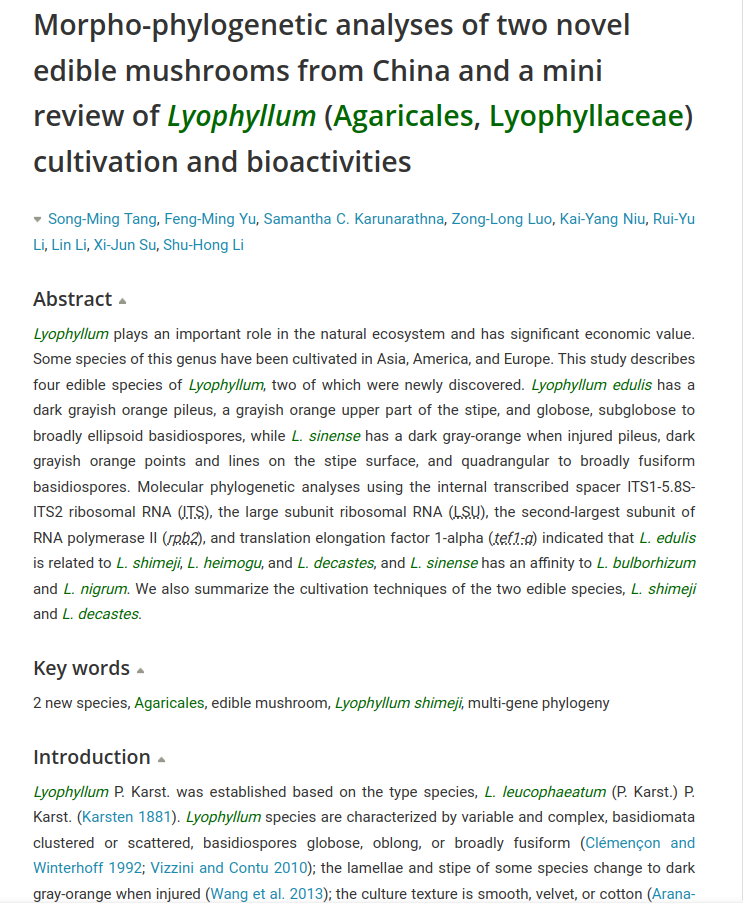 Morpho-phylogenetic analyses of two novel
edible mushrooms from China and a mini
review of Lyophyllum (Agaricales, Lyophyllaceae)
cultivation and bioactivities
Song-Ming Tang, Feng-Ming Yu, Samantha C. Karunarathna, Zong-Long Luo, Kai-Yang Niu, Rui-Yu
Li, Lin Li, Xi-Jun Su, Shu-Hong Li
Abstract
Lyophyllum plays an important role in the natural ecosystem and has significant economic value.
Some species of this genus have been cultivated in Asia, America, and Europe. This study describes
four edible species of Lyophyllum, two of which were newly discovered. Lyophyllum edulis has a
dark grayish orange pileus, a grayish orange upper part of the stipe, and globose, subglobose to
broadly ellipsoid basidiospores, while L. sinense has a dark gray-orange when injured pileus, dark
grayish orange points and lines on the stipe surface, and quadrangular to broadly fusiform
basidiospores. Molecular phylogenetic analyses using the internal transcribed spacer ITS1-5.8S-
ITS2 ribosomal RNA (ITS), the large subunit ribosomal RNA (LSU), the second-largest subunit of
RNA polymerase II (rpb2), and translation elongation factor 1-alpha (tef1-α) indicated that L. edulis
is related to L. shimeji, L. heimogu, and L. decastes, and L. sinense has an affinity to L. bulborhizum
and L. nigrum. We also summarize the cultivation techniques of the two edible species, L. shimeji
and L. decastes.
Key words
2 new species, Agaricales, edible mushroom, Lyophyllum shimeji, multi-gene phylogeny
Introduction
Lyophyllum P. Karst. was established based on the type species, L. leucophaeatum (P. Karst.) P.
Karst. (Karsten 1881). Lyophyllum species are characterized by variable and complex, basidiomata
clustered or scattered, basidiospores globose, oblong, or broadly fusiform (Clémençon and
Winterhoff 1992; Vizzini and Contu 2010); the lamellae and stipe of some species change to dark
gray-orange when injured (Wang et al. 2013); the culture texture is smooth, velvet, or cotton (Arana-